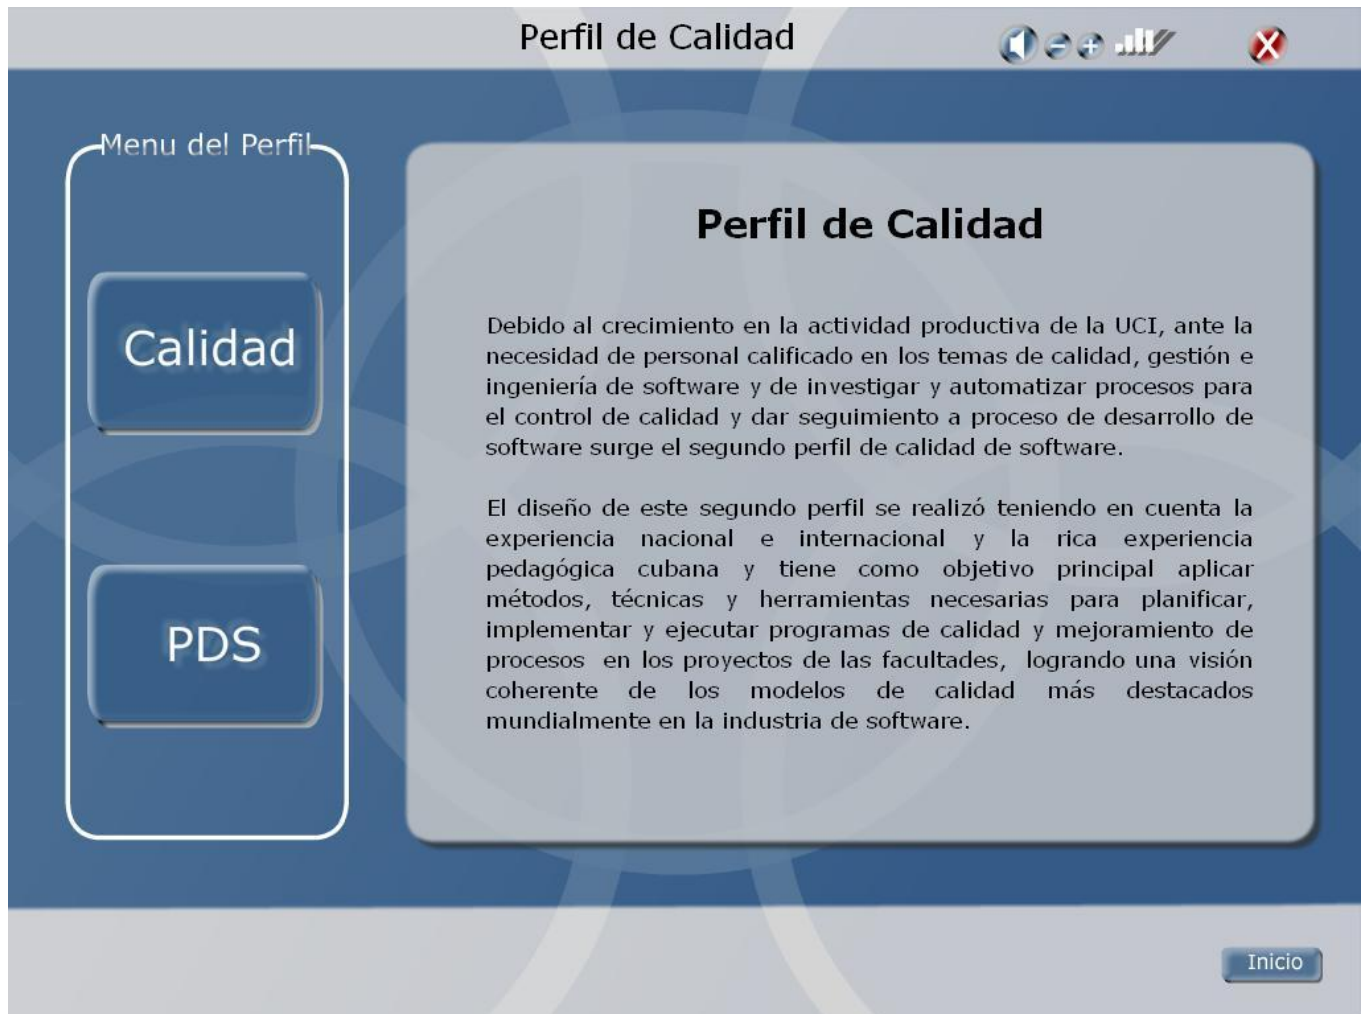 Perfil de Calidad
Menu del Perfil
Calidad
PDS
Perfil de Calidad
Debido al crecimiento en la actividad productiva de la UCI, ante la
necesidad de personal calificado en los temas de calidad, gestión e
ingeniería de software y de investigar y automatizar procesos para
el control de calidad y dar seguimiento a proceso de desarrollo de
software surge el segundo perfil de calidad de software.
El diseño de este segundo perfil se realizó teniendo en cuenta la
experiencia nacional e internacional y la rica experiencia
pedagógica cubana y tiene como objetivo principal aplicar
métodos, técnicas y herramientas necesarias para planificar,
implementar y ejecutar programas de calidad y mejoramiento de
procesos en los proyectos de las facultades, logrando una visión
coherente de los modelos de calidad más destacados
mundialmente en la industria de software.
Inicio